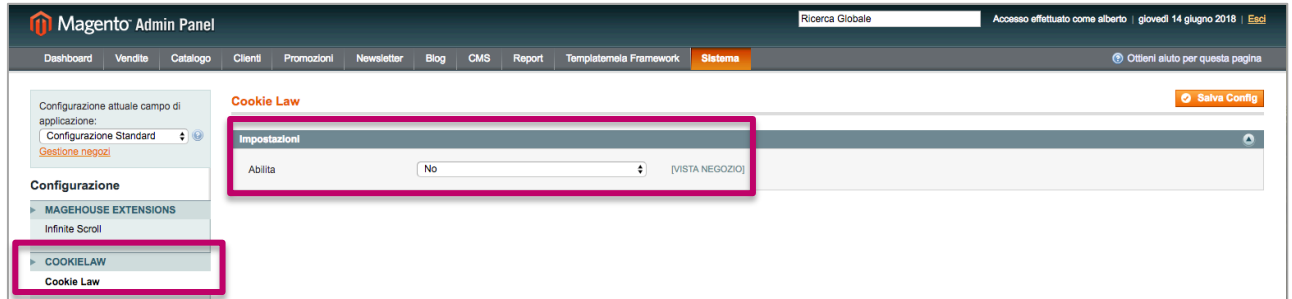 Magento Admin Panel
Ricerca Globale
Accesso effettuato come alberto | giovedì 14 giugno 2018 | Esci
Dashboard Vendite Catalogo Clienti Promozioni Newsletter Blog CMS Report Templatemela Framework Sistema
Ottieni aiuto per questa pagina
Configurazione attuale campo di
applicazione:
Configurazione Standard
Gestione negozi
Configurazione
MAGEHOUSE EXTENSIONS
Infinite Scroll
COOKIELAW
Cookie Law
Cookie Law
Salva Config
Impostazioni
Abilita No [VISTA NEGOZIO]